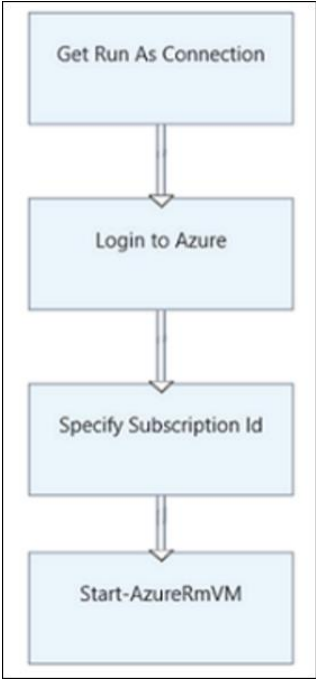 Get Run As Connection
Login to Azure
Specify Subscription Id
Start-AzureRmVM